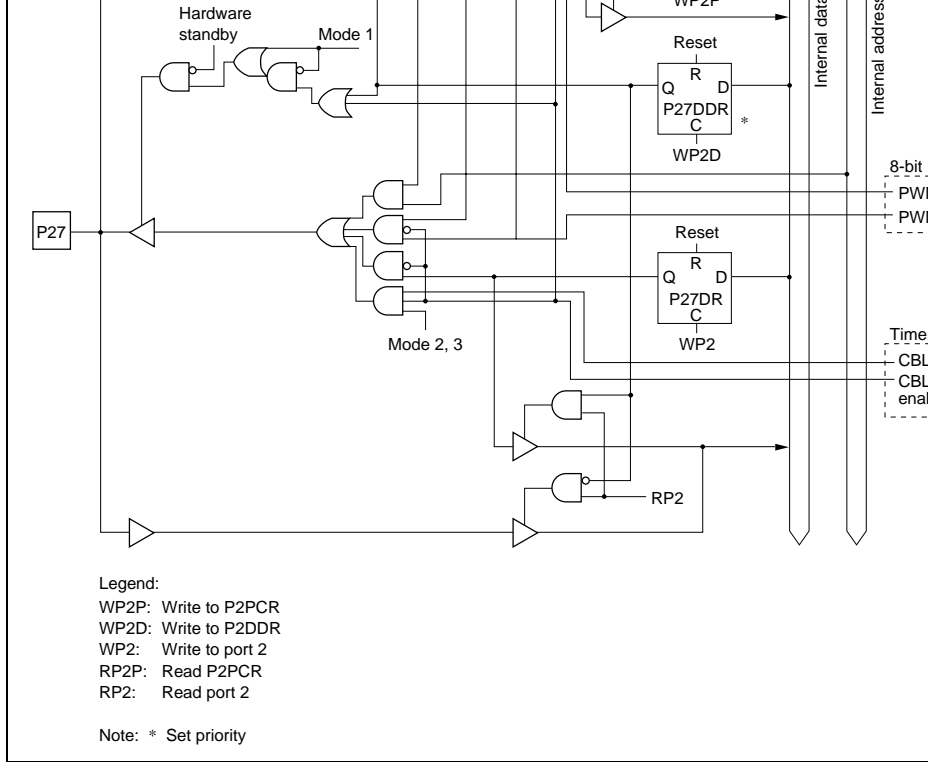 WP2P
Hardware
standby
Mode 1
Internal data
Internal address
Reset
R
Q D
P27DDR
C
*
WP2D
8-bit
P27
Reset
R
Q D
P27DR
C
WP2
Mode 2, 3
Time
CBL
CBL
enal
RP2
Legend:
WP2P: Write to P2PCR
WP2D: Write to P2DDR
WP2: Write to port 2
RP2P: Read P2PCR
RP2: Read port 2
Note: * Set priority